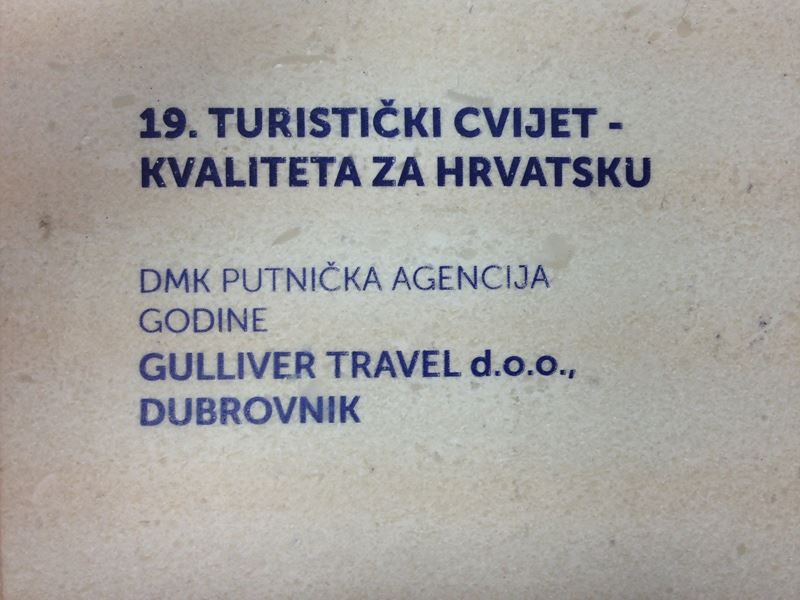 19. TURISTIČKI CVIJET -
KVALITETA ZA HRVATSKU
DMK PUTNIČKA AGENCIJA
GODINE
GULLIVER TRAVEL d.o.o.,
DUBROVNIK